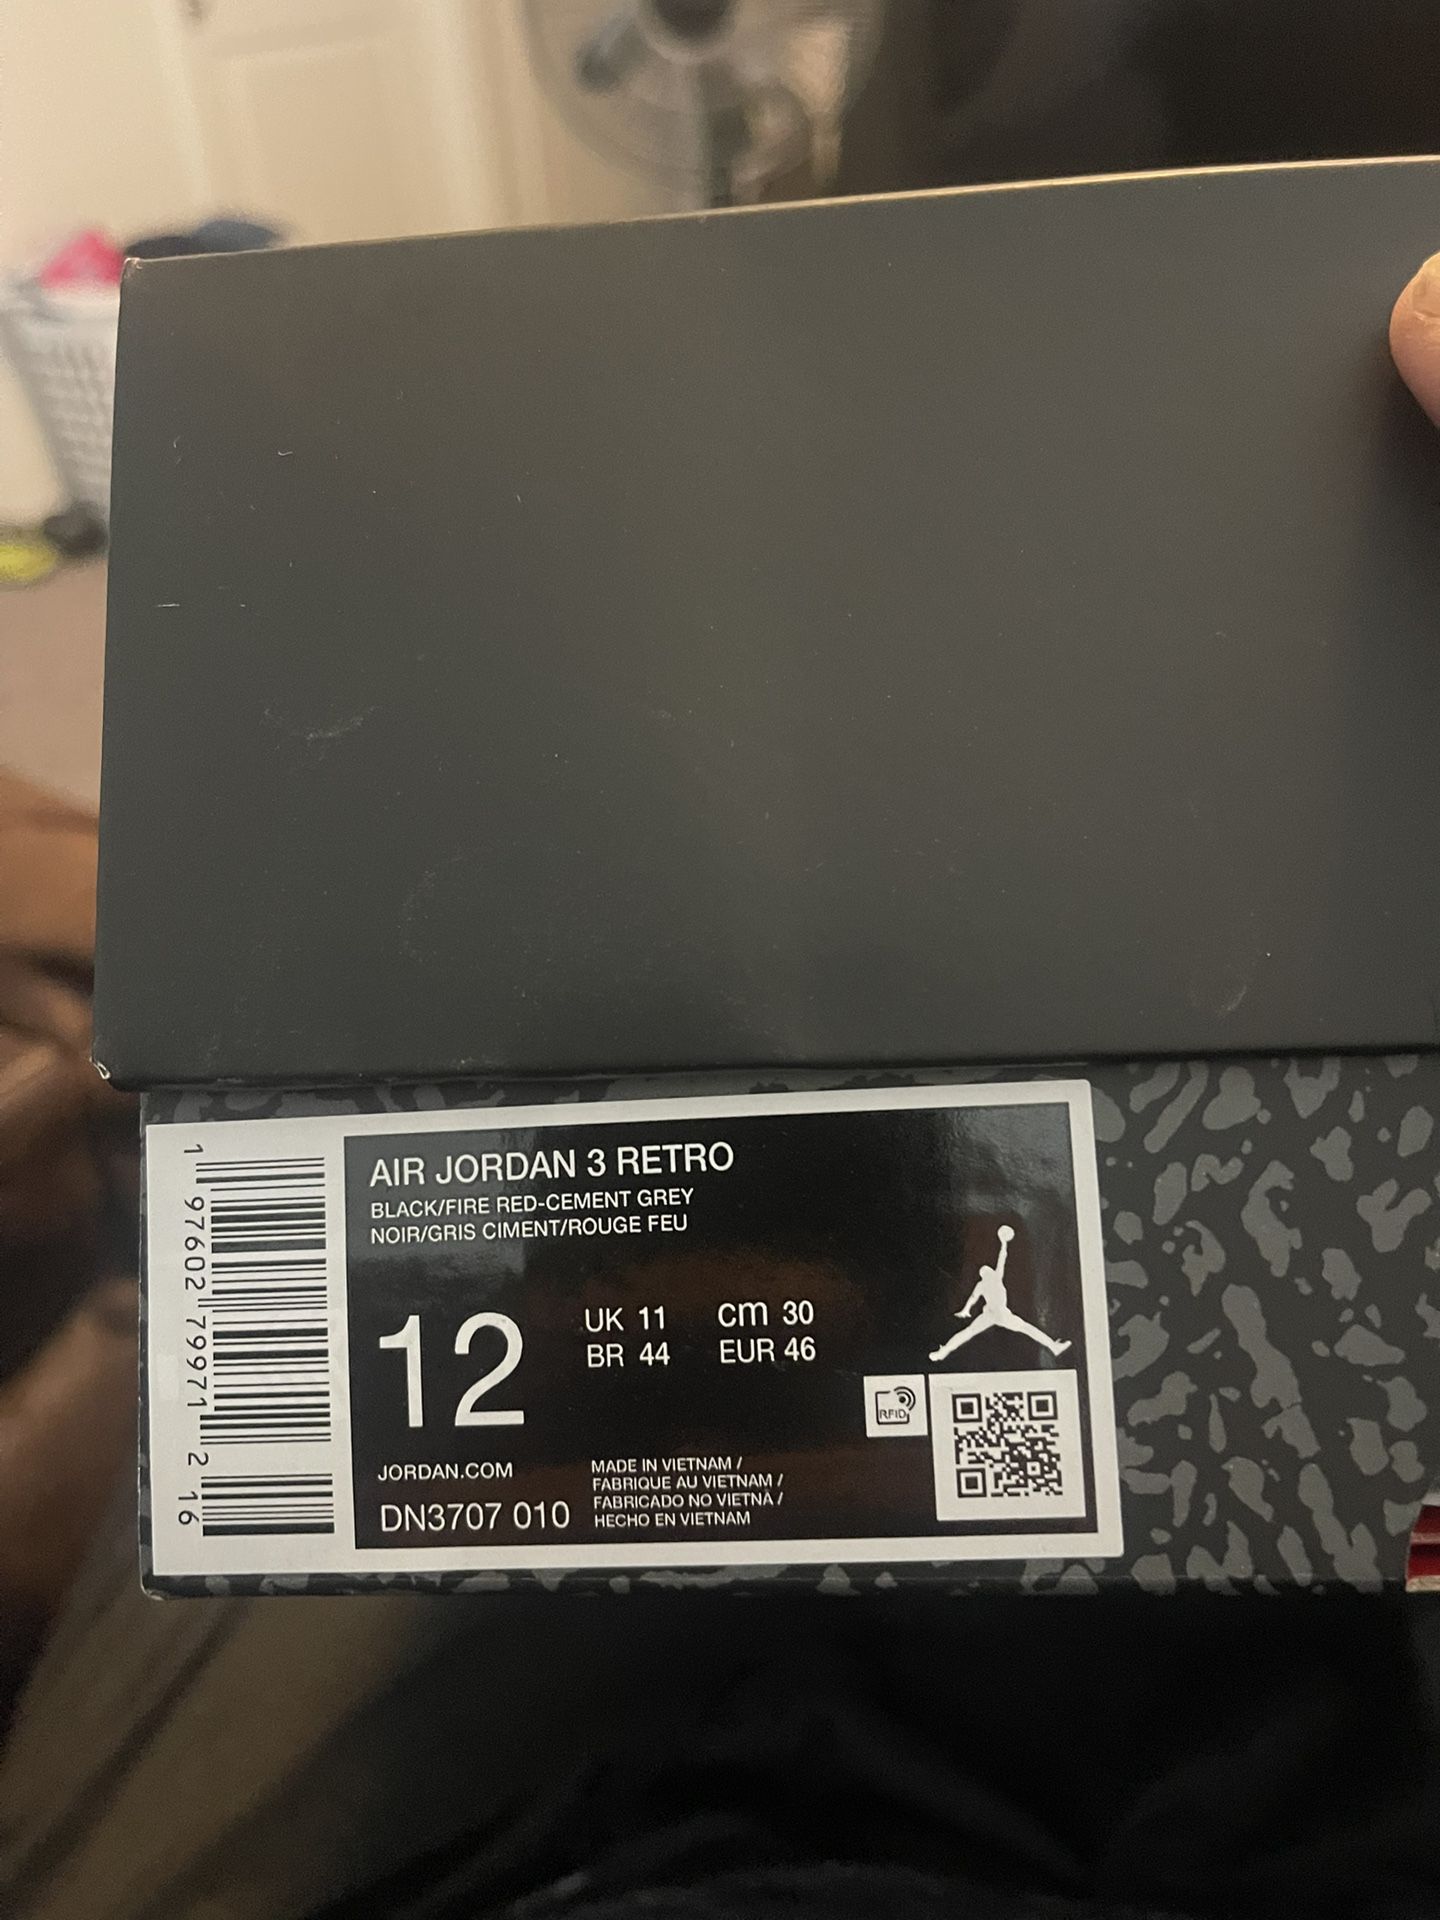 AIR JORDAN 3 RETRO
BLACK/FIRE RED-CEMENT GREY
NOIR/GRIS CIMENT/ROUGE FEU
12
UK 11 cm 30
BR 44 EUR 46
RFID
JORDAN.COM
DN3707 010
MADE IN VIETNAM /
FABRIQUE AU VIETNAM /
FABRICADO NO VIETNÃ /
HECHO EN VIETNAM
1 97602 79971 2 16